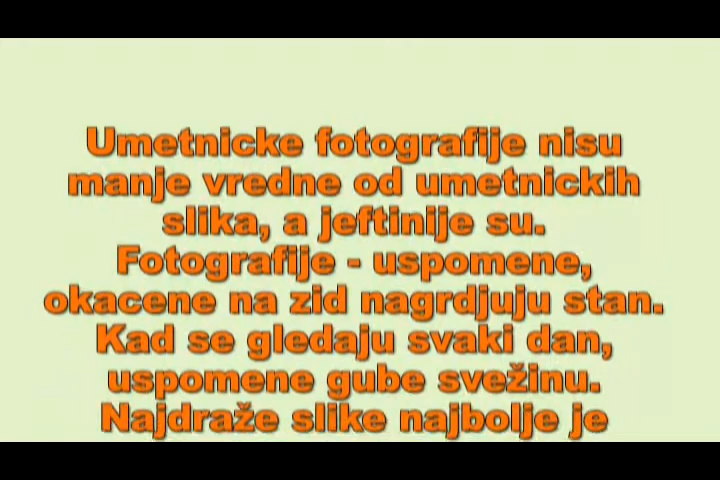 Umetnicke fotografije nisu
manje vredne od umetnickih
slika, a jeftinije su.
Fotografije - uspomene,
okacene na zid nagrdjuju stan.
Kad se gledaju svaki dan,
uspomene gube svežinu.
Najdraže slike najbolje je